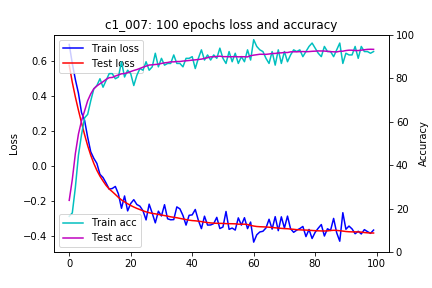 c1_007: 100 epochs loss and accuracy
Train loss
Test loss
Train acc
Test acc
Loss
Accuracy
0.6
0.4
0.2
0.0
−0.2
−0.4
100
80
60
40
20
0
0 20 40 60 80 100